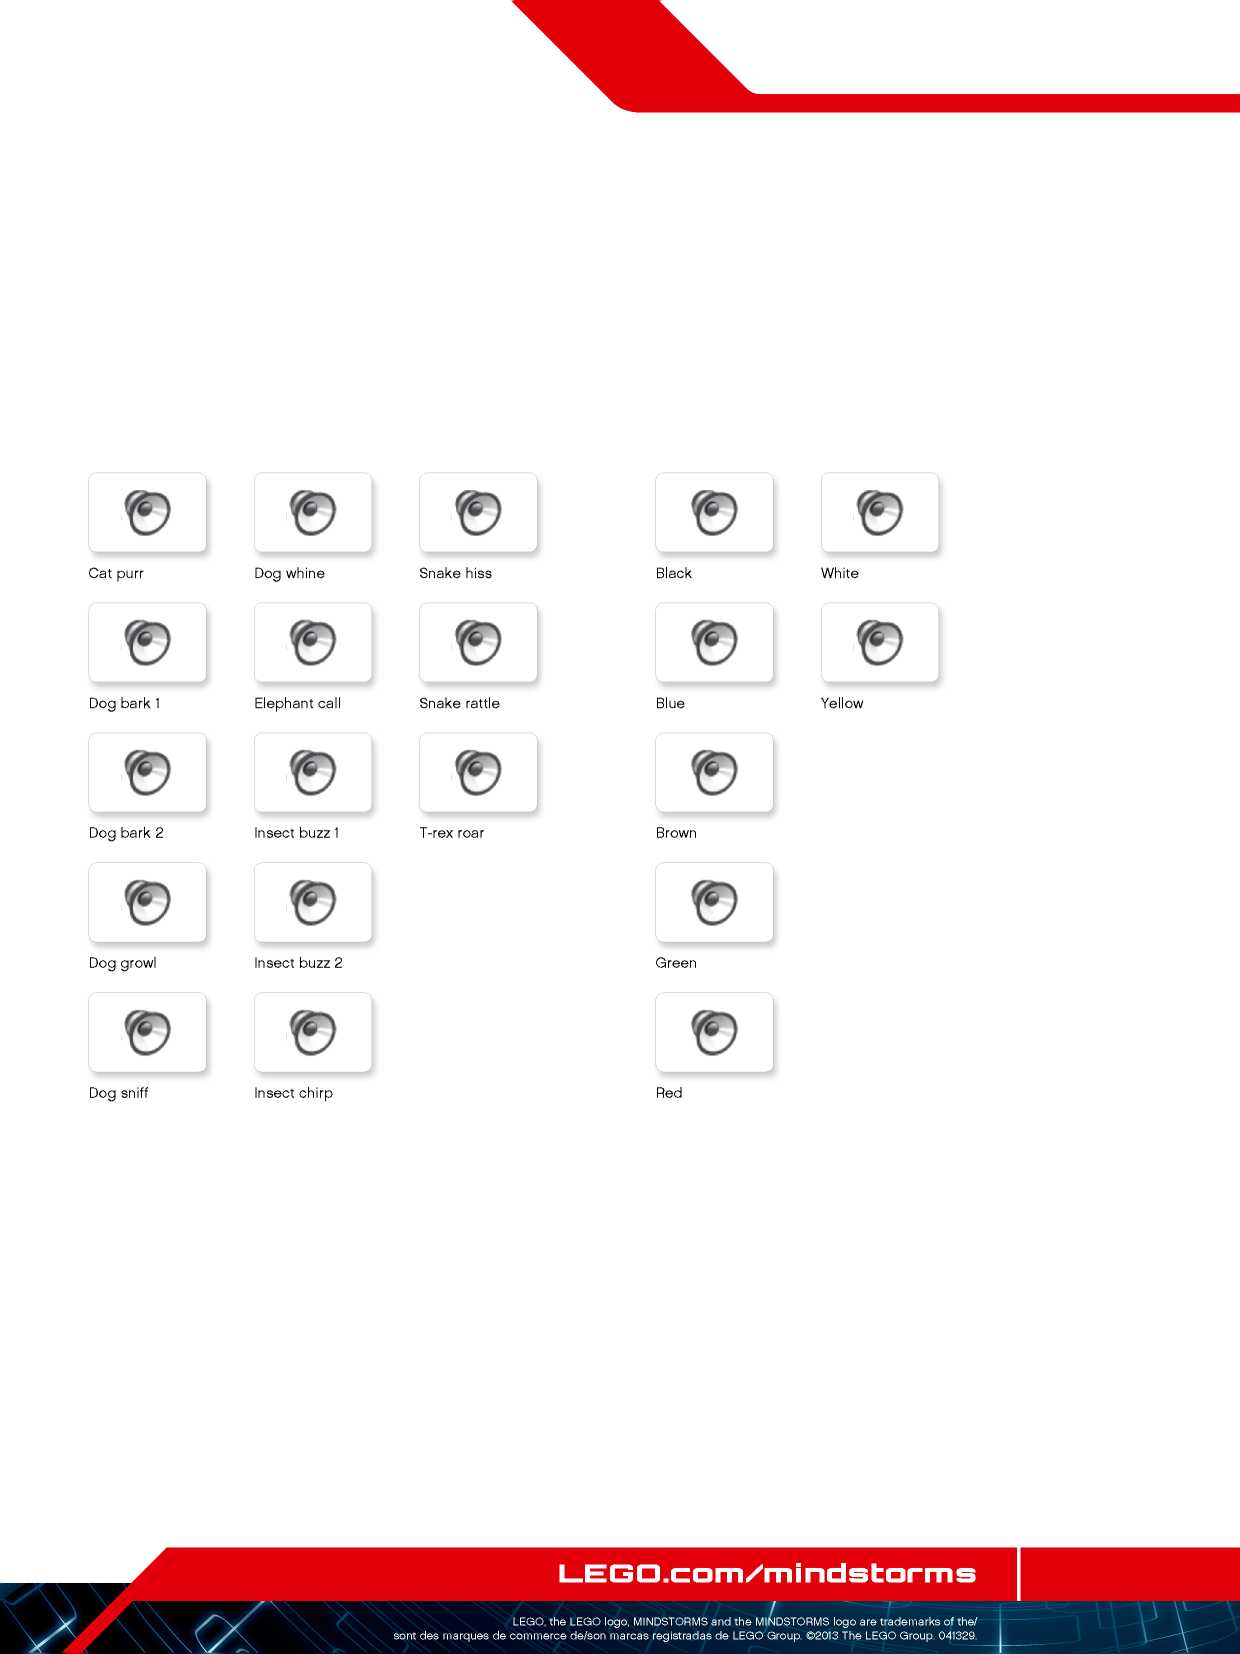 Cat purr
Dog whine
Snake hiss
Black
White
Dog bark 1
Elephant call
Snake rattle
Blue
Yellow
Dog bark 2
Insect buzz 1
T-rex roar
Brown
Dog growl
Insect buzz 2
Green
Dog sniff
Insect chirp
Red
LEGO.com/mindstorms
LEGO, the LEGO logo, MINDSTORMS and the MINDSTORMS logo are trademarks of the/
sont des marques de commerce de/son marcas registradas de LEGO Group. ©2013 The LEGO Group. 041329.